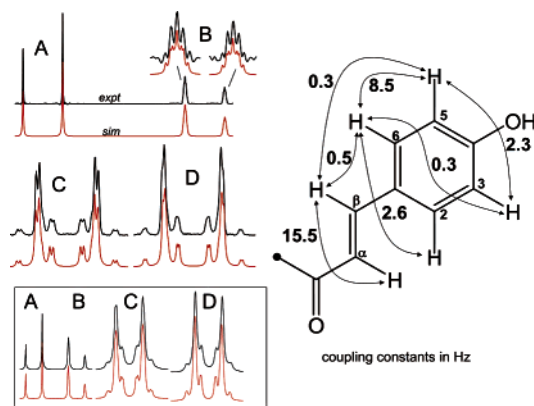 A
B
expt
sim
C
D
A
B
C
D
H
0.3
8.5
H
5
OH
6
2.3
0.5
0.3
H
β
2.6
3
2
H
15.5
α
H
H
O
coupling constants in Hz